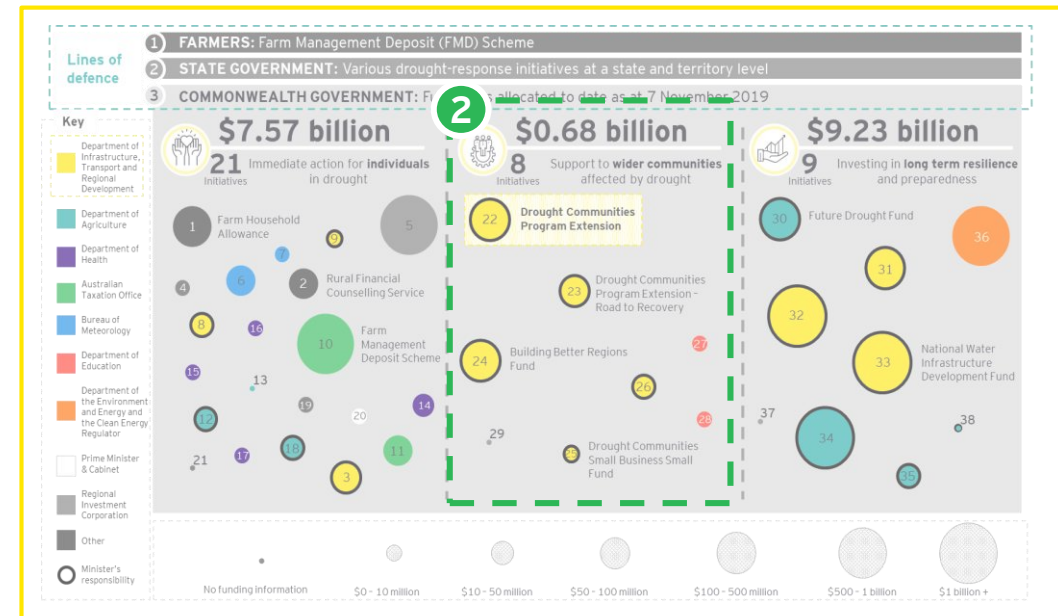 Lines of
defence
1 FARMERS: Farm Management Deposit (FMD) Scheme
2 STATE GOVERNMENT: Various drought-response initiatives at a state and territory level
3 COMMONWEALTH GOVERNMENT: allocated to date as at 7 November 2019
2
Key
Department of
Infrastructure,
Transport and
Regional
Development
Department of
Agriculture
Department of
Health
Australian
Taxation Office
Bureau of
Meteorology
Department of
Education
Department of
the Environment
and Energy and
the Clean Energy
Regulator
Prime Minister
& Cabinet
Regional
Investment
Corporation
Other
Minister's
responsibility
$7.57 billion
21 Initiatives
Immediate action for individuals
in drought
1 Farm Household
Allowance
5
9
7
4
6
2 Rural Financial
Counselling Service
8
16
10 Farm
Management
Deposit Scheme
15
13
12
19
20
14
21
17
18
11
3
$0.68 billion
8 Initiatives
Support to wider communities
affected by drought
22 Drought Communities
Program Extension
23 Drought Communities
Program Extension -
Road to Recovery
24 Building Better Regions
Fund
27
26
28
29
25 Drought Communities
Small Business Small
Fund
$9.23 billion
9 Initiatives
Investing in long term resilience
and preparedness
30 Future Drought Fund
36
31
32
33 National Water
Infrastructure
Development Fund
37
34
38
35
No funding information
$0 - 10 million
$10 - 50 million
$50 - 100 million
$100 - 500 million
$500 - 1 billion
$1 billion +